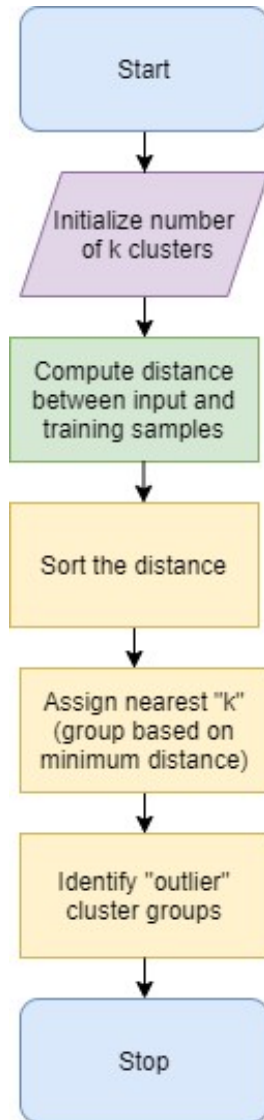 Start
Initialize number
of k clusters
Compute distance
between input and
training samples
Sort the distance
Assign nearest "k"
(group based on
minimum distance)
Identify "outlier"
cluster groups
Stop